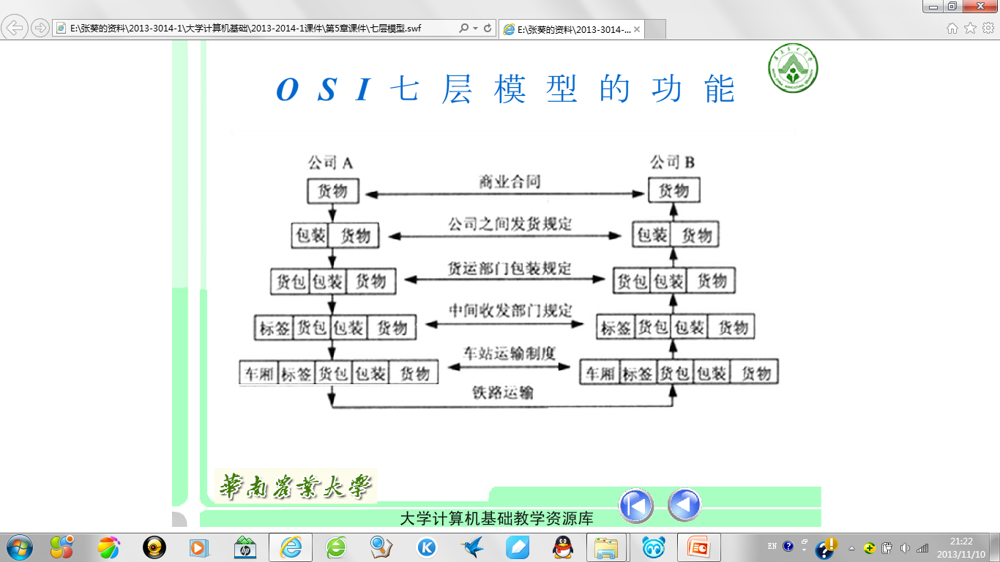 E:\张葵的资料\2013-3014-1\大学计算机基础\2013-2014-1课件\第5章课件\七层模型.swf
E:\张葵的资料\2013-3014-...
OSI七层模型的功能
公司 A
公司 B
货物
商业合同
货物
包装 货物
公司之间发货规定
包装 货物
货包 包装 货物
货运部门包装规定
货包 包装 货物
标签 货包 包装 货物
中间收发部门规定
标签 货包 包装 货物
车厢 标签 货包 包装 货物
车站运输制度
车厢 标签 货包 包装 货物
铁路运输
華南農業大學
大学计算机基础教学资源库
EN
21:22
2013/11/10